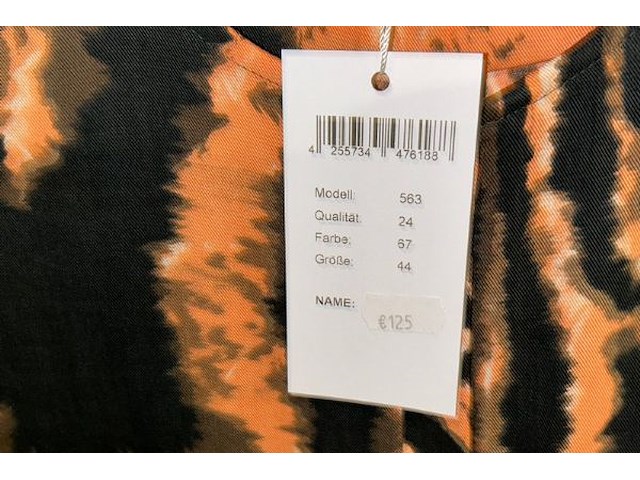 4 255734 476188
Modell: 563
Qualität: 24
Farbe: 67
Größe: 44
NAME:
€125